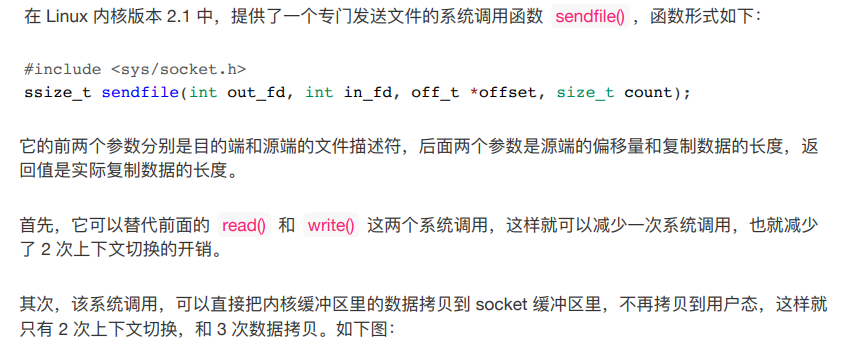 在 Linux 内核版本 2.1 中，提供了一个专门发送文件的系统调用函数 sendfile() ，函数形式如下：
#include <sys/socket.h>
ssize_t sendfile(int out_fd, int in_fd, off_t *offset, size_t count);
它的前两个参数分别是目的端和源端的文件描述符，后面两个参数是源端的偏移量和复制数据的长度，返
回值是实际复制数据的长度。
首先，它可以替代前面的 read() 和 write() 这两个系统调用，这样就可以减少一次系统调用，也就减少
了 2 次上下文切换的开销。
其次，该系统调用，可以直接把内核缓冲区里的数据拷贝到 socket 缓冲区里，不再拷贝到用户态，这样就
只有 2 次上下文切换，和 3 次数据拷贝。如下图：